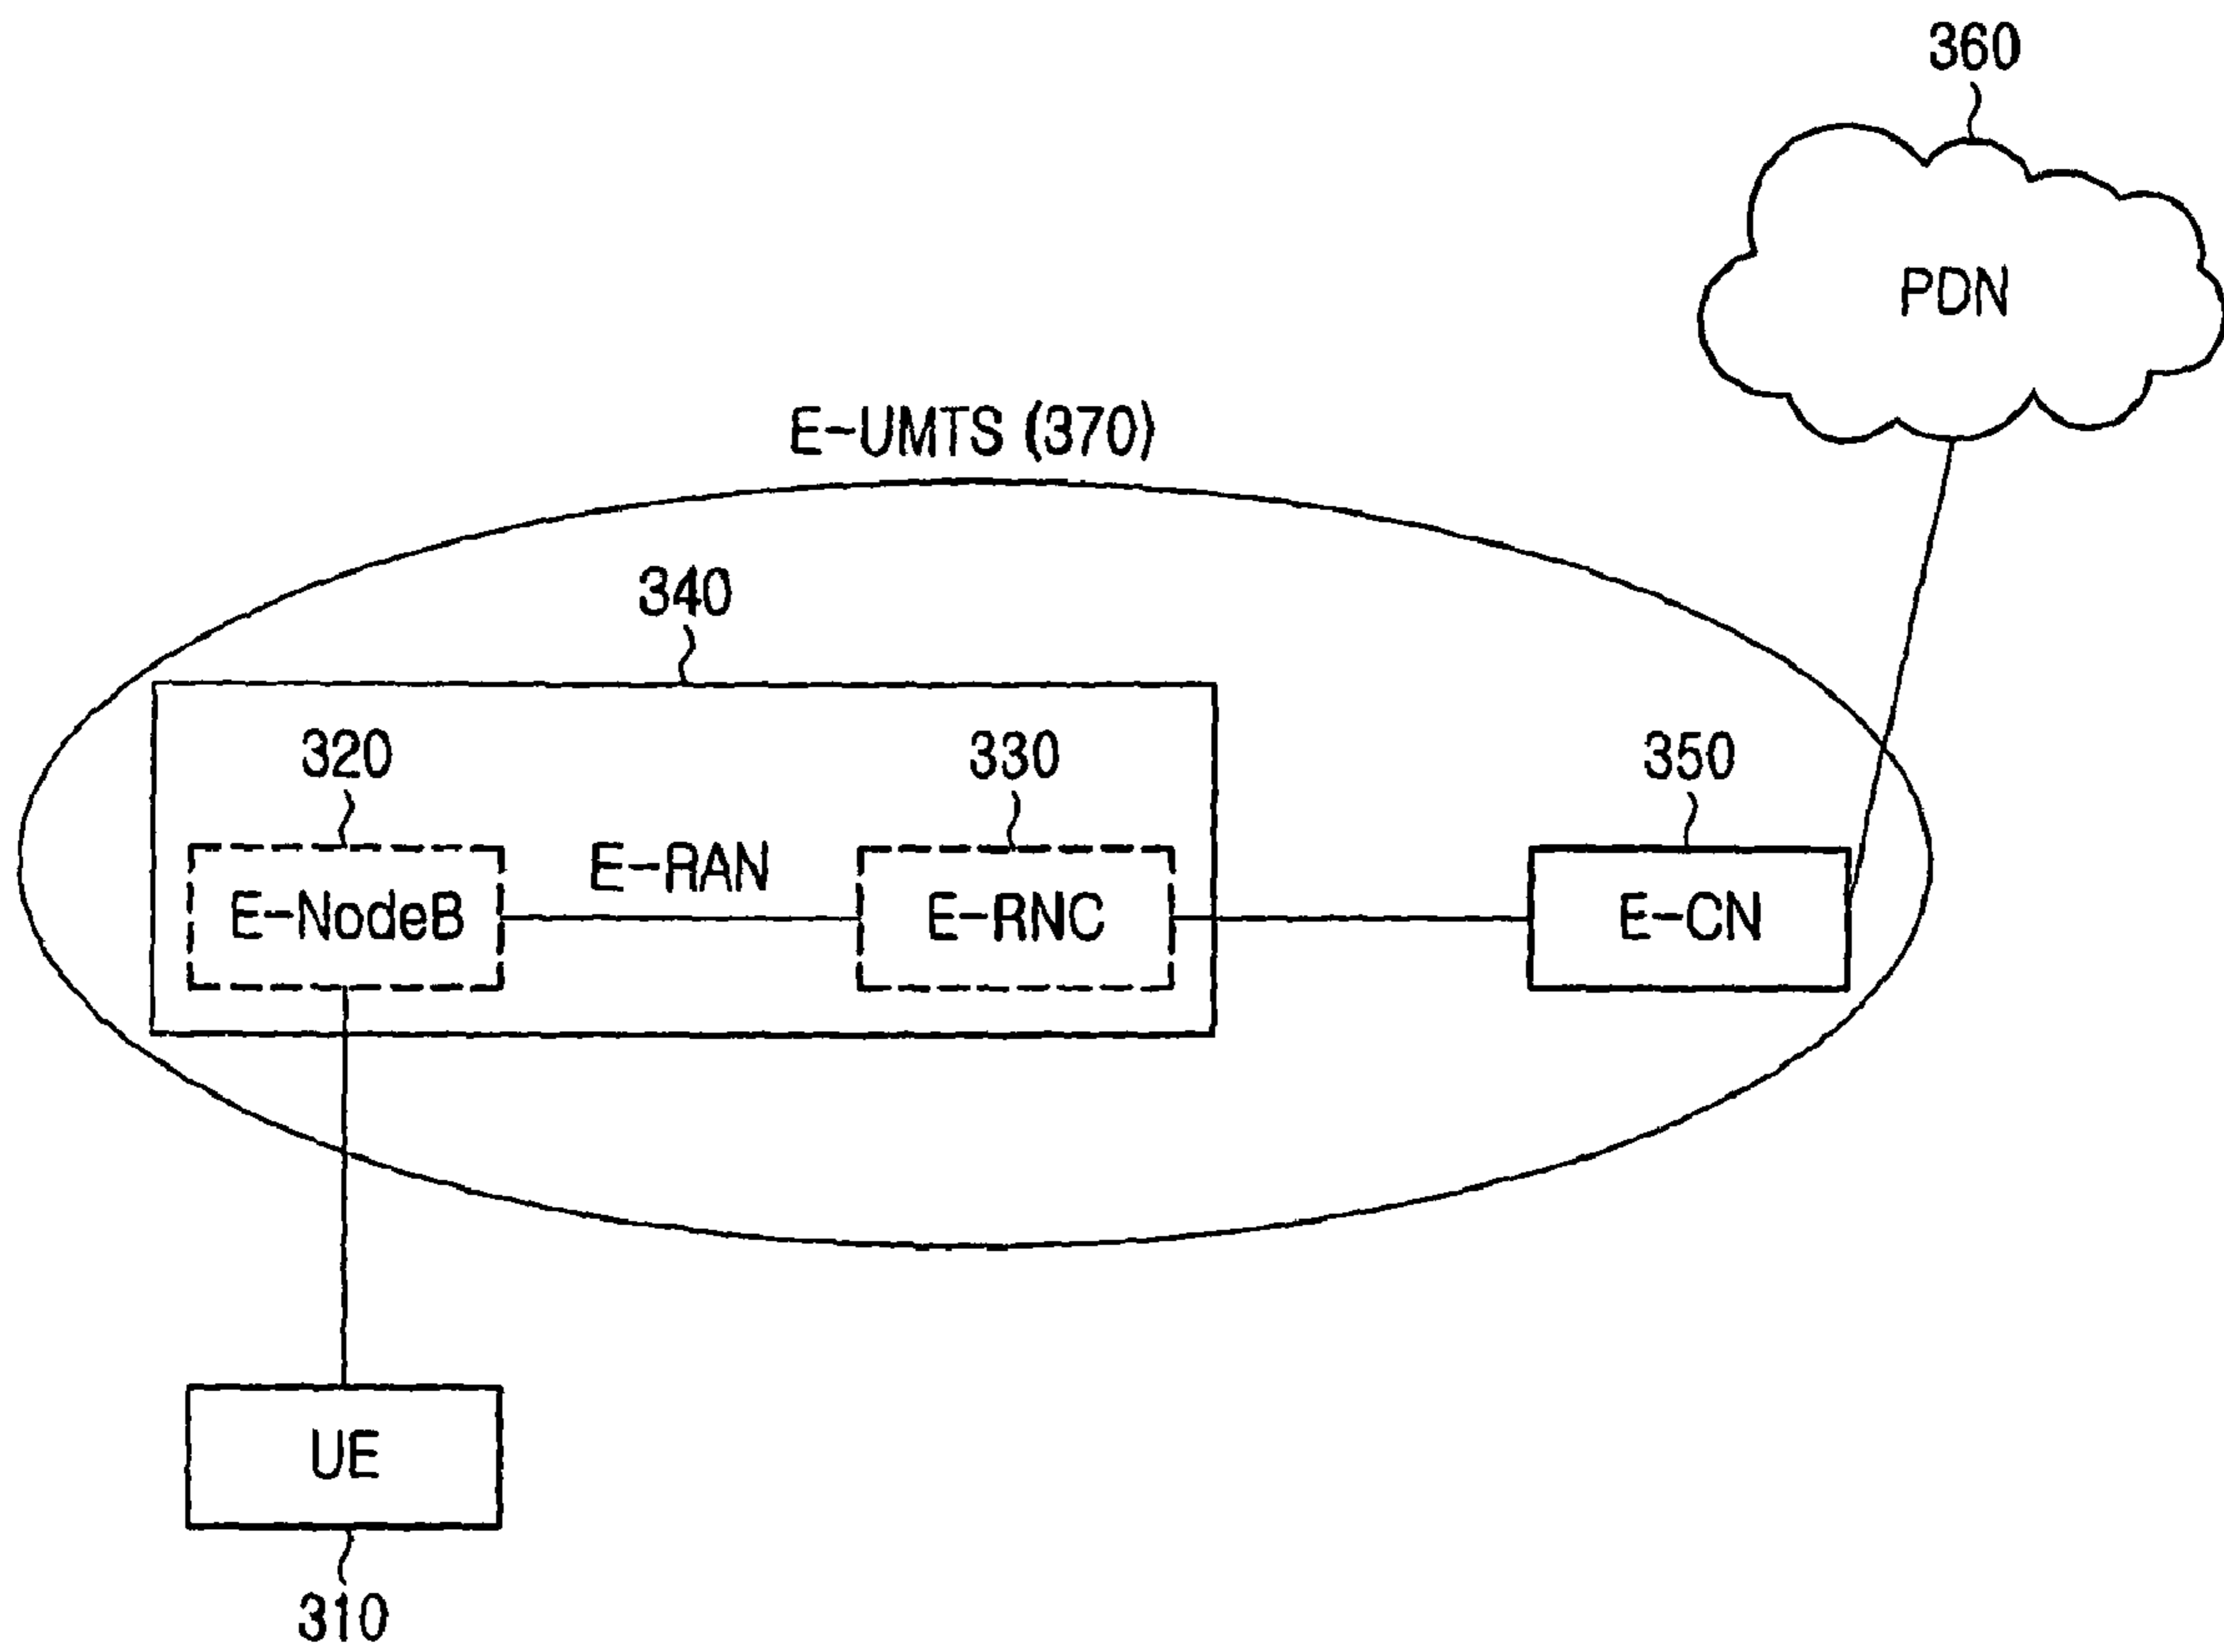 360
PDN
E-UMTS (370)
340
320
330
350
E-RAN
E-NodeB
E-RNC
E-CN
UE
310